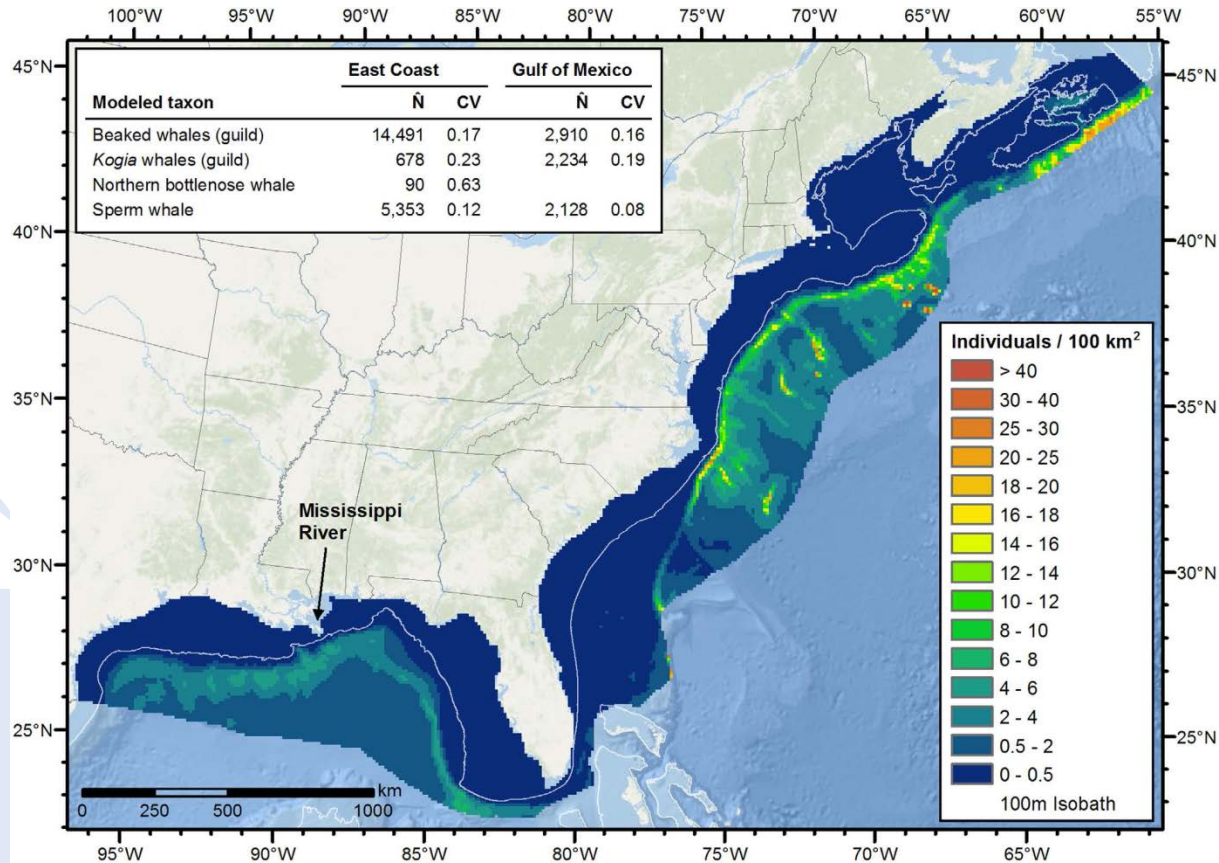 100°W 95°W 90°W 85°W 80°W 75°W 70°W 65°W 60°W 55°W
East Coast Gulf of Mexico
Modeled taxon N̂ CV N̂ CV
Beaked whales (guild) 14,491 0.17 2,910 0.16
Kogia whales (guild) 678 0.23 2,234 0.19
Northern bottlenose whale 90 0.63
Sperm whale 5,353 0.12 2,128 0.08
45°N
40°N
35°N
30°N
25°N
45°N
40°N
35°N
30°N
25°N
Mississippi
River
Individuals / 100 km²
> 40
30 - 40
25 - 30
20 - 25
18 - 20
16 - 18
14 - 16
12 - 14
10 - 12
8 - 10
6 - 8
4 - 6
2 - 4
0.5 - 2
0 - 0.5
100m Isobath
km
0 250 500 1000
95°W 90°W 85°W 80°W 75°W 70°W 65°W 60°W